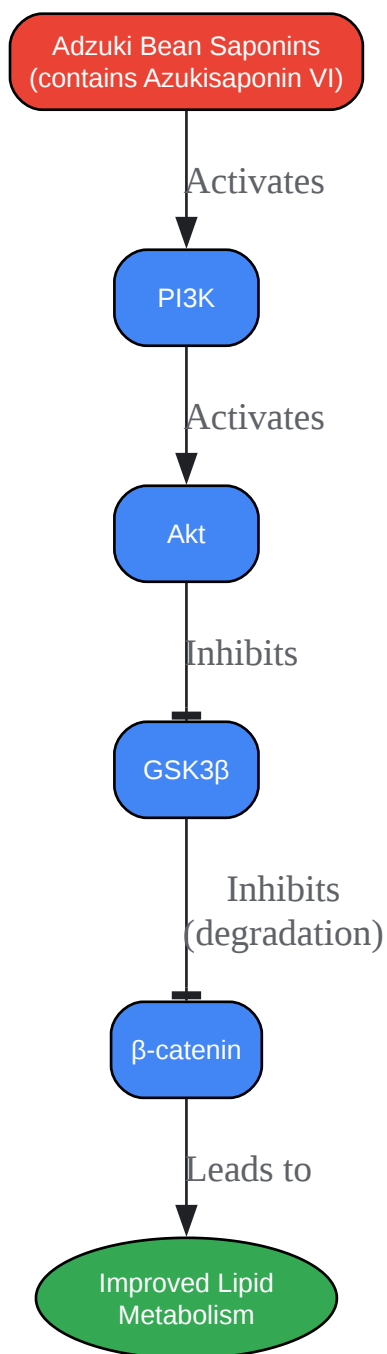 Adzuki Bean Saponins
(contains Azukisaponin VI)
Activates
PI3K
Activates
Akt
Inhibits
GSK3β
Inhibits
(degradation)
β-catenin
Leads to
Improved Lipid
Metabolism